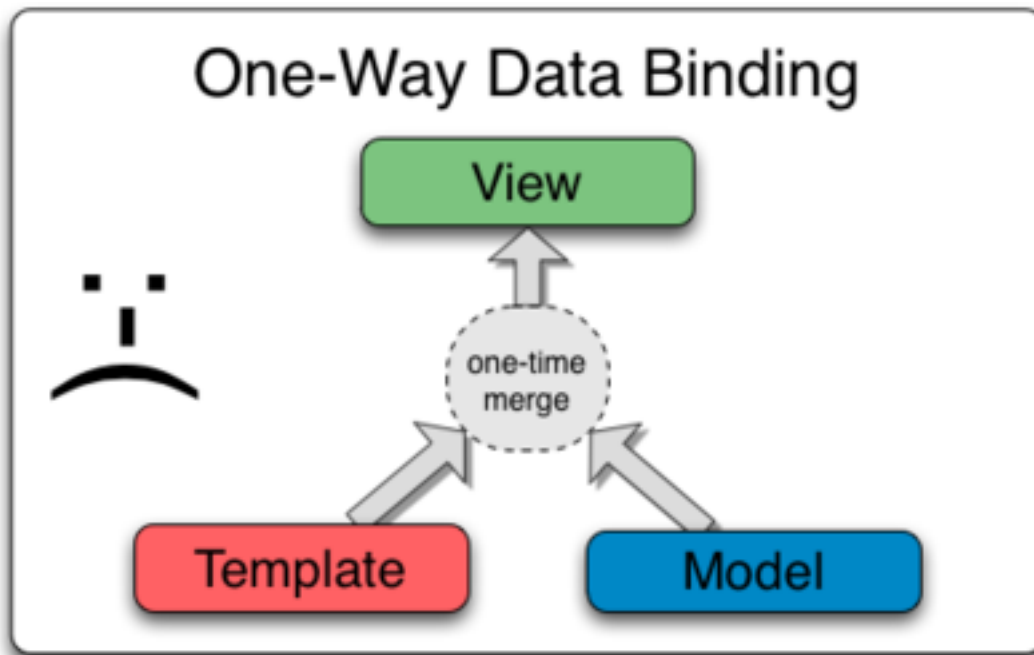 One-Way Data Binding
View
one-time
merge
Template
Model